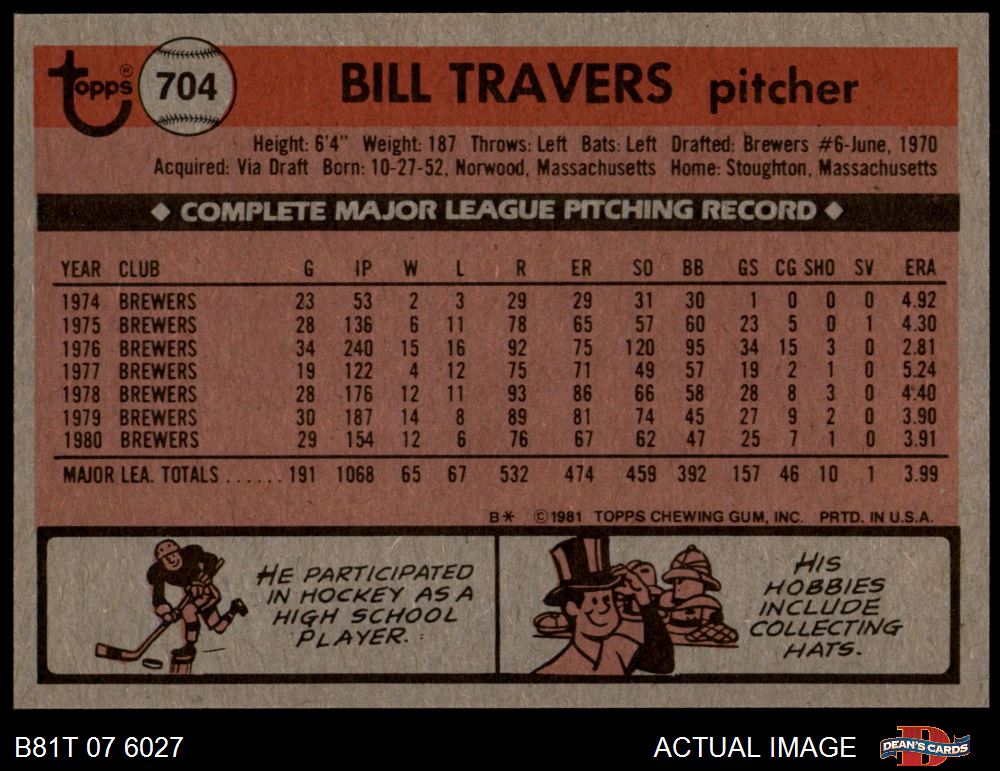 Topps® 704 BILL TRAVERS pitcher
Height: 6'4" Weight: 187 Throws: Left Bats: Left Drafted: Brewers #6-June, 1970
Acquired: Via Draft Born: 10-27-52, Norwood, Massachusetts Home: Stoughton, Massachusetts
◆ COMPLETE MAJOR LEAGUE PITCHING RECORD ◆
YEAR CLUB G IP W L R ER SO BB GS CG SHO SV ERA
1974 BREWERS 23 53 2 3 29 29 31 30 1 0 0 0 4.92
1975 BREWERS 28 136 6 11 78 65 57 60 23 5 0 1 4.30
1976 BREWERS 34 240 15 16 92 75 120 95 34 15 3 0 2.81
1977 BREWERS 19 122 4 12 75 71 49 57 19 2 1 0 5.24
1978 BREWERS 28 176 12 11 93 86 66 58 28 8 3 0 4.40
1979 BREWERS 30 187 14 8 89 81 74 45 27 9 2 0 3.90
1980 BREWERS 29 154 12 6 76 67 62 47 25 7 1 0 3.91
MAJOR LEA. TOTALS ...... 191 1068 65 67 532 474 459 392 157 46 10 1 3.99
B* ©1981 TOPPS CHEWING GUM, INC. PRTD. IN U.S.A.
HE PARTICIPATED
IN HOCKEY AS A
HIGH SCHOOL
PLAYER.
HIS
HOBBIES
INCLUDE
COLLECTING
HATS.
B81T 07 6027 ACTUAL IMAGE DEAN'S CARDS